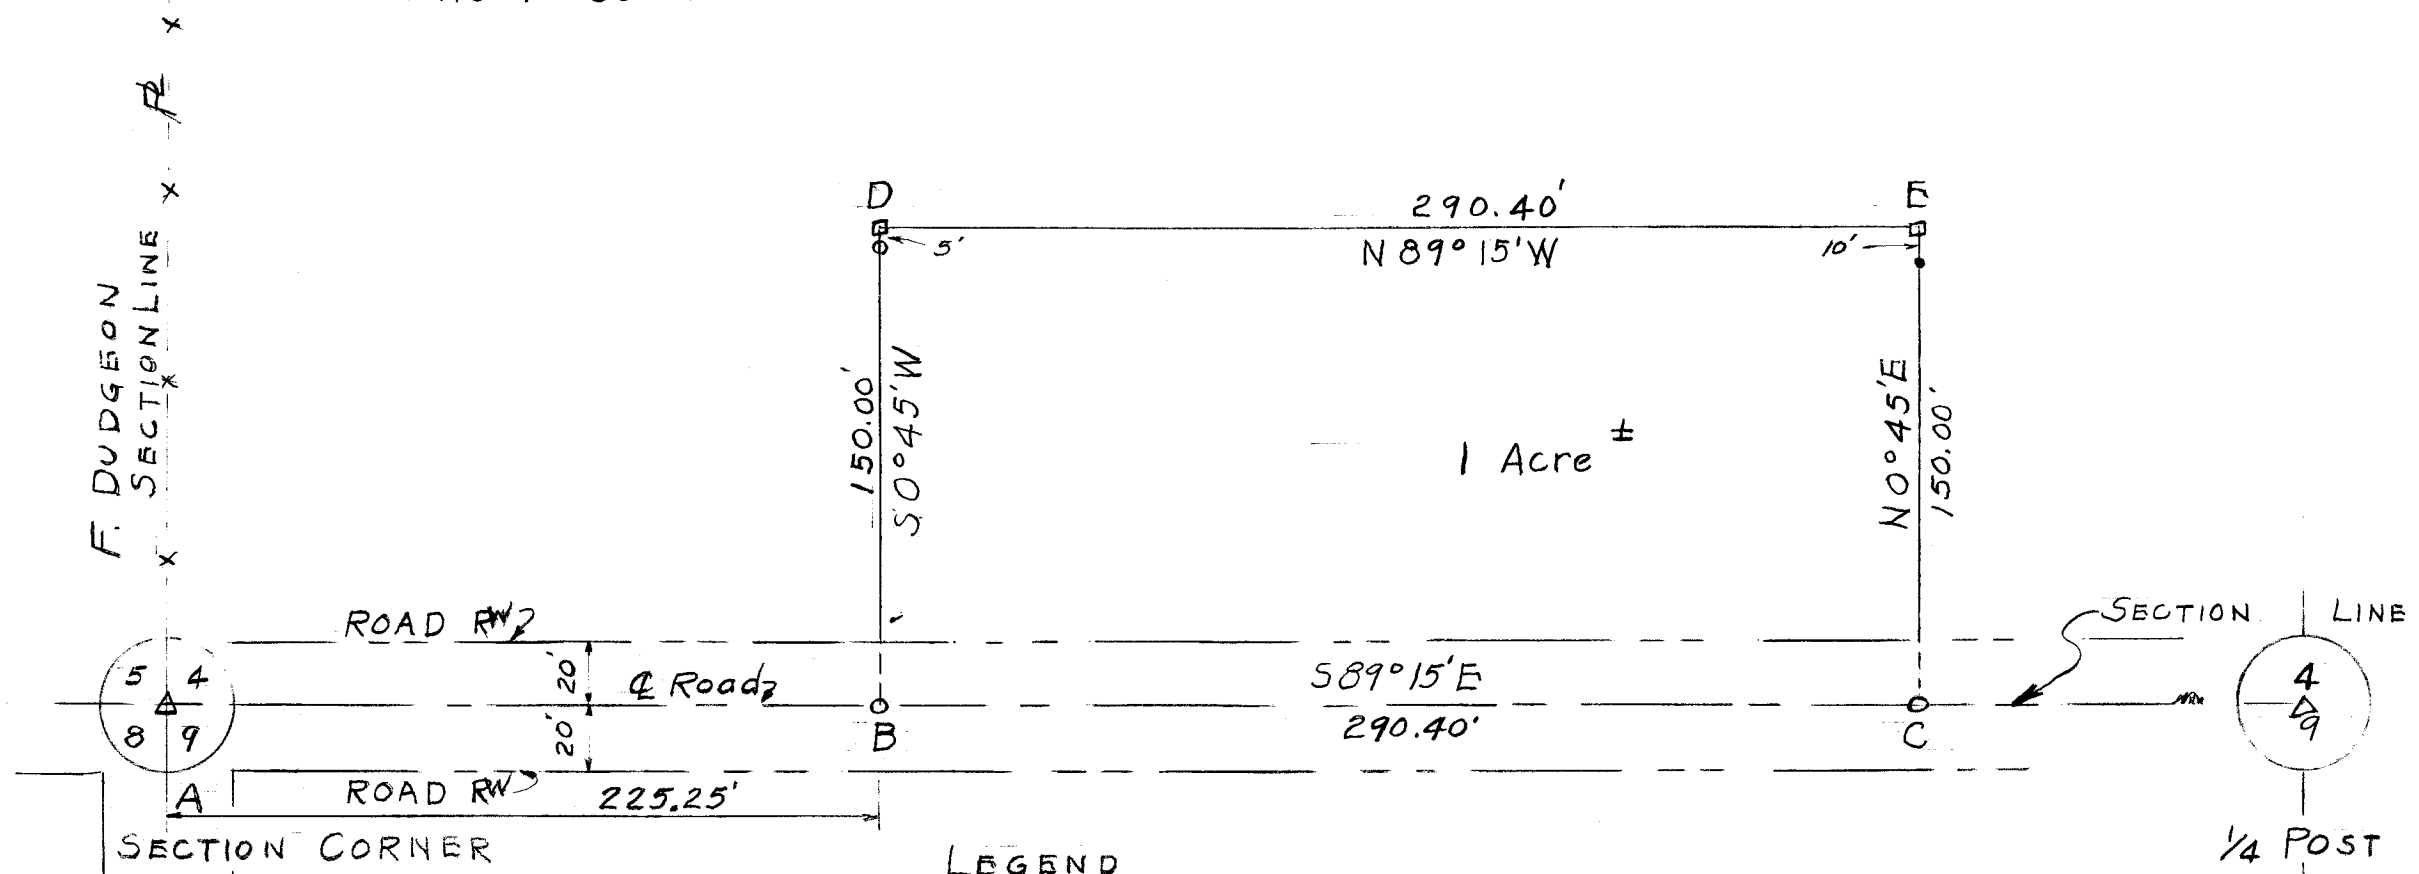 F. DUDGEON
SECTION LINE
D
E
290.40'
N 89° 15' W
5'
10'
150.00'
S 0° 45' W
1 Acre ±
N 0° 45' E
150.00'
ROAD RW
5 4
8 9
20'
20'
℄ Road
S 89° 15' E
290.40'
B
C
SECTION LINE
4
9
A
ROAD RW
225.25'
SECTION CORNER
LEGEND
1/4 POST